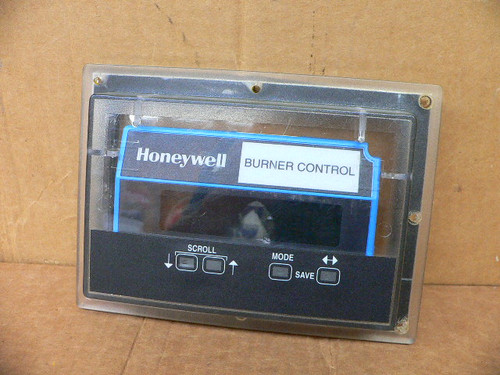 Honeywell
BURNER CONTROL
SCROLL
↓ ↑
MODE
SAVE
↔